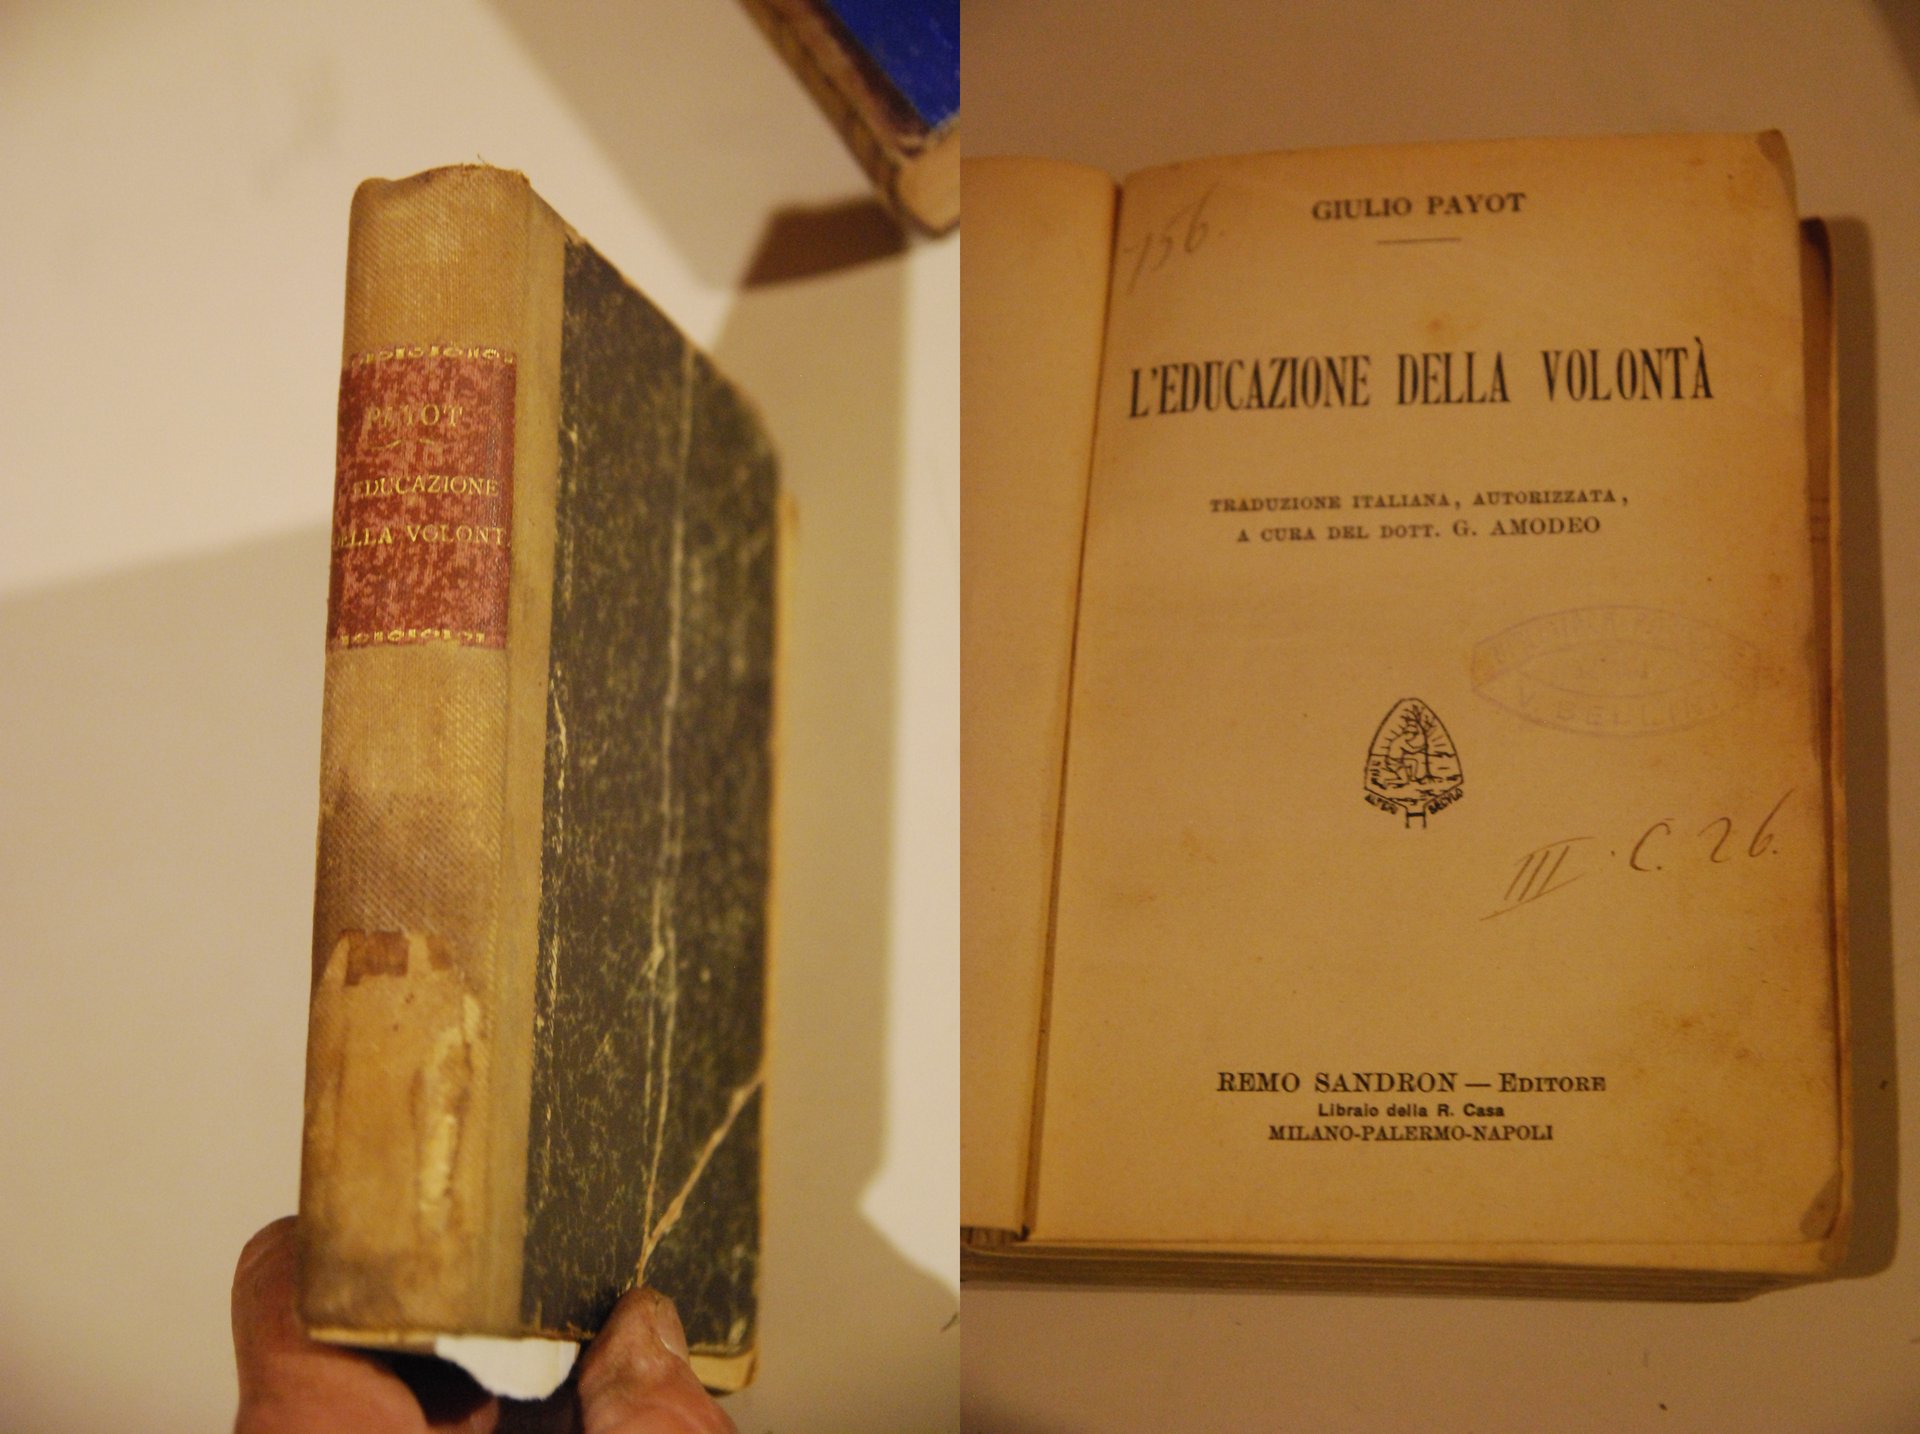 PAYOT
EDUCAZIONE
DELLA VOLONT
156.
GIULIO PAYOT
L'EDUCAZIONE DELLA VOLONTÀ
TRADUZIONE ITALIANA, AUTORIZZATA,
A CURA DEL DOTT. G. AMODEO
III. C. 26.
REMO SANDRON — EDITORE
Libraio della R. Casa
MILANO-PALERMO-NAPOLI